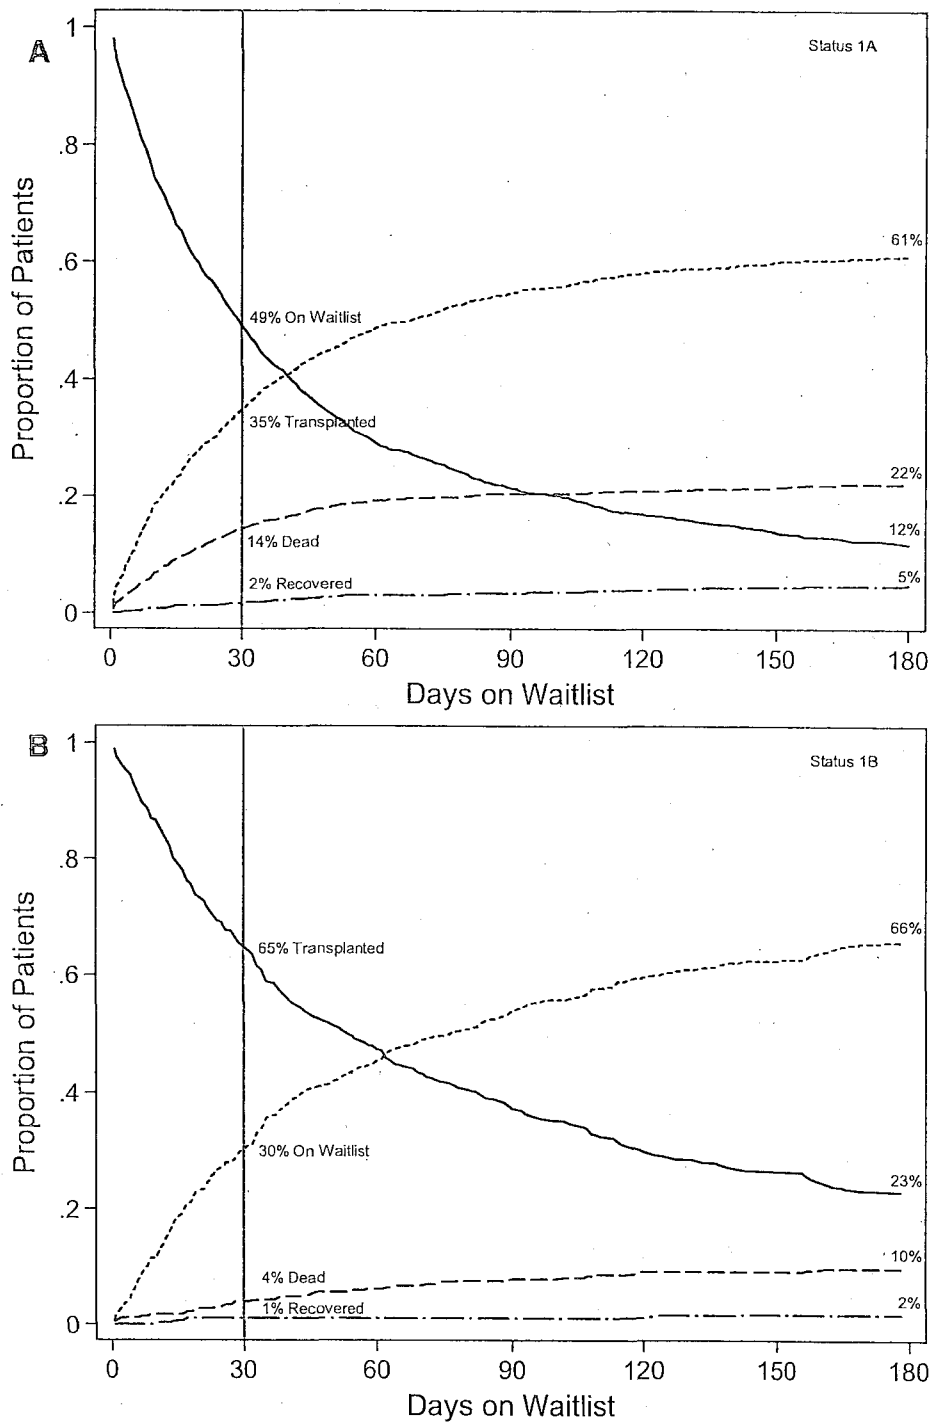 A
Status 1A
1
.8
.6
.4
.2
0
Proportion of Patients
61%
49% On Waitlist
35% Transplanted
22%
14% Dead
12%
2% Recovered
5%
0 30 60 90 120 150 180
Days on Waitlist
B
Status 1B
1
.8
.6
.4
.2
0
Proportion of Patients
66%
65% Transplanted
30% On Waitlist
23%
10%
4% Dead
1% Recovered
2%
0 30 60 90 120 150 180
Days on Waitlist